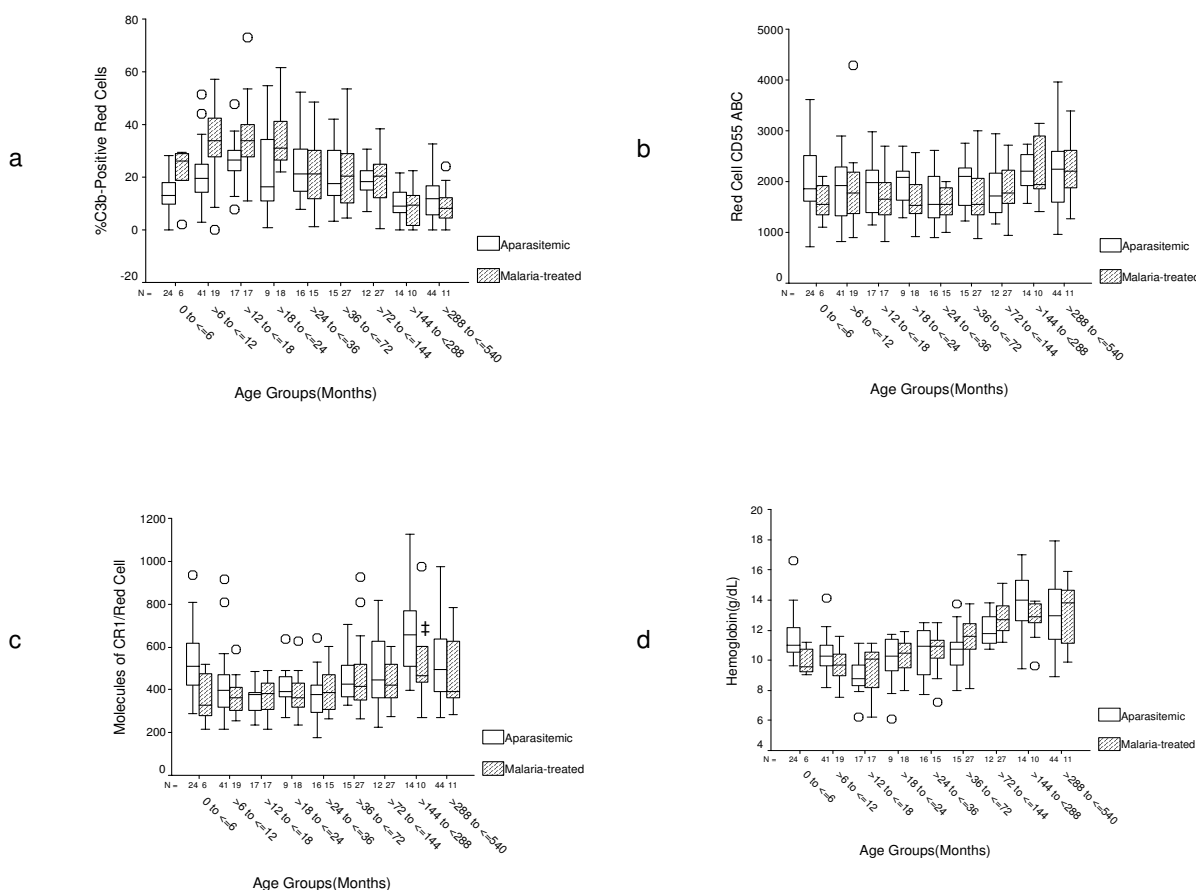 a
%C3b-Positive Red Cells
80
60
40
20
0
-20
Aparasitemic
Malaria-treated
N = 24 6 41 19 17 17 9 18 16 15 15 27 12 27 14 10 44 11
0 to <=6
>6 to <=12
>12 to <=18
>18 to <=24
>24 to <=36
>36 to <=72
>72 to <=144
>144 to <288
>288 to <=540
Age Groups(Months)
b
Red Cell CD55 ABC
5000
4000
3000
2000
1000
0
Aparasitemic
Malaria-treated
N = 24 6 41 19 17 17 9 18 16 15 15 27 12 27 14 10 44 11
0 to <=6
>6 to <=12
>12 to <=18
>18 to <=24
>24 to <=36
>36 to <=72
>72 to <=144
>144 to <288
>288 to <=540
Age Groups(Months)
c
Molecules of CR1/Red Cell
1200
1000
800
600
400
200
0
‡
Aparasitemic
Malaria-treated
N = 24 6 41 19 17 17 9 18 16 15 15 27 12 27 14 10 44 11
0 to <=6
>6 to <=12
>12 to <=18
>18 to <=24
>24 to <=36
>36 to <=72
>72 to <=144
>144 to <288
>288 to <=540
Age Groups(Months)
d
Hemoglobin(g/dL)
20
18
16
14
12
10
8
6
4
Aparasitemic
Malaria-treated
N = 24 6 41 19 17 17 9 18 16 15 15 27 12 27 14 10 44 11
0 to <=6
>6 to <=12
>12 to <=18
>18 to <=24
>24 to <=36
>36 to <=72
>72 to <=144
>144 to <288
>288 to <=540
Age Groups(Months)